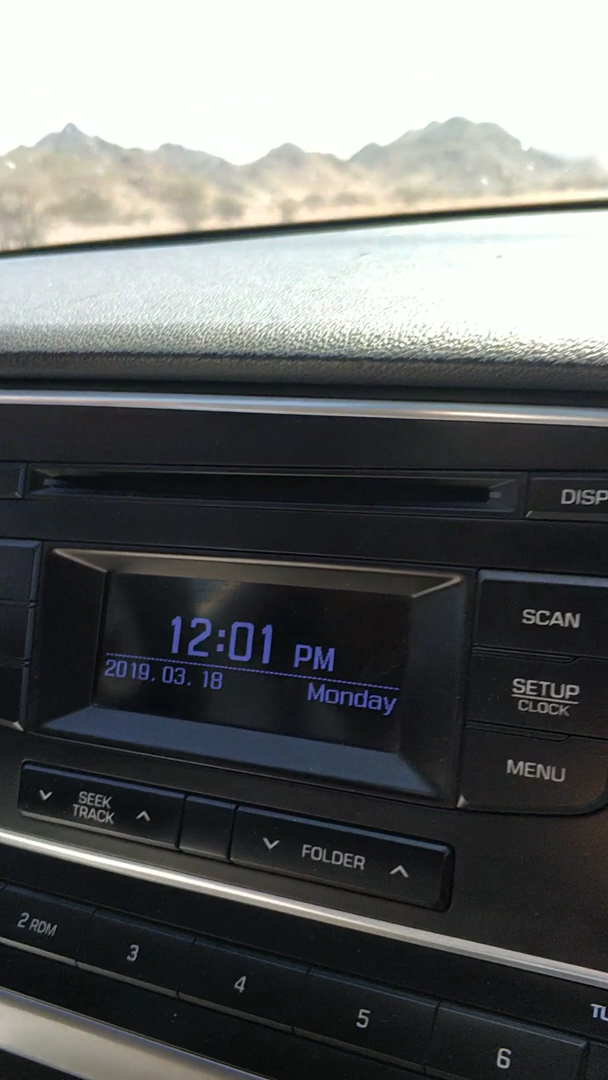 DISP
12:01 PM
2019. 03. 18
Monday
SCAN
SETUP
CLOCK
MENU
SEEK
TRACK
FOLDER
2 RDM
3
4
5
6
TU